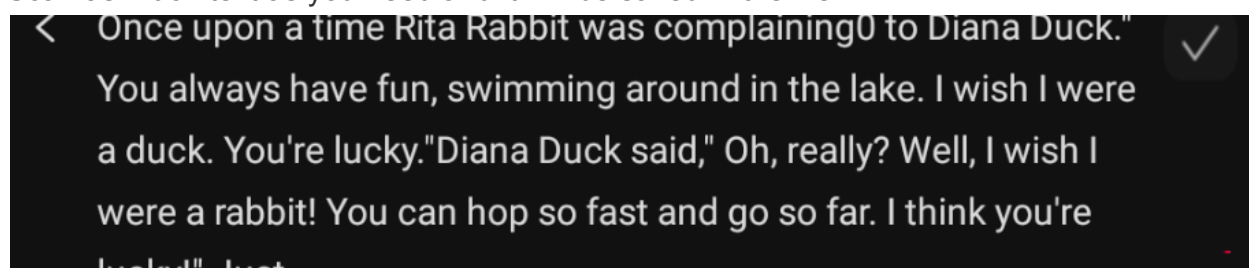 Once upon a time Rita Rabbit was complaining0 to Diana Duck."
You always have fun, swimming around in the lake. I wish I were
a duck. You're lucky."Diana Duck said," Oh, really? Well, I wish I
were a rabbit! You can hop so fast and go so far. I think you're
lucky!" Just